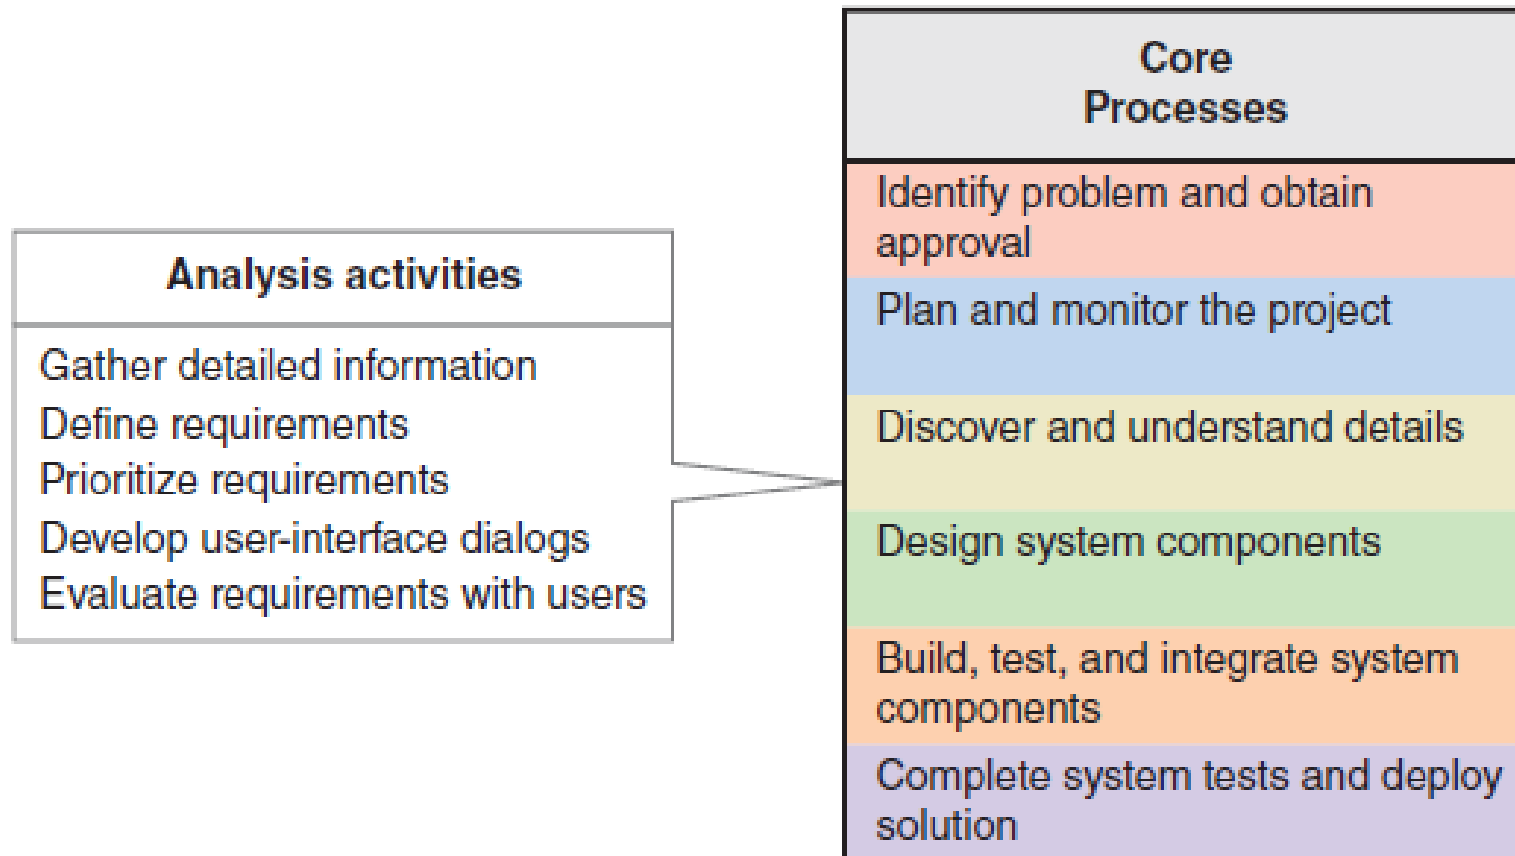 Analysis activities
Gather detailed information
Define requirements
Prioritize requirements
Develop user-interface dialogs
Evaluate requirements with users
Core
Processes
Identify problem and obtain
approval
Plan and monitor the project
Discover and understand details
Design system components
Build, test, and integrate system
components
Complete system tests and deploy
solution